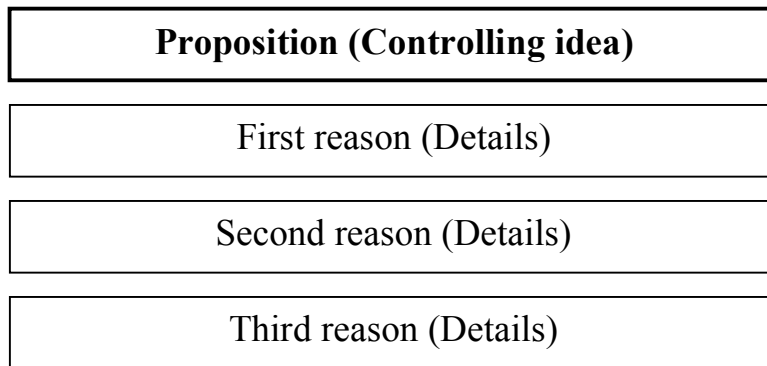 Proposition (Controlling idea)
First reason (Details)
Second reason (Details)
Third reason (Details)